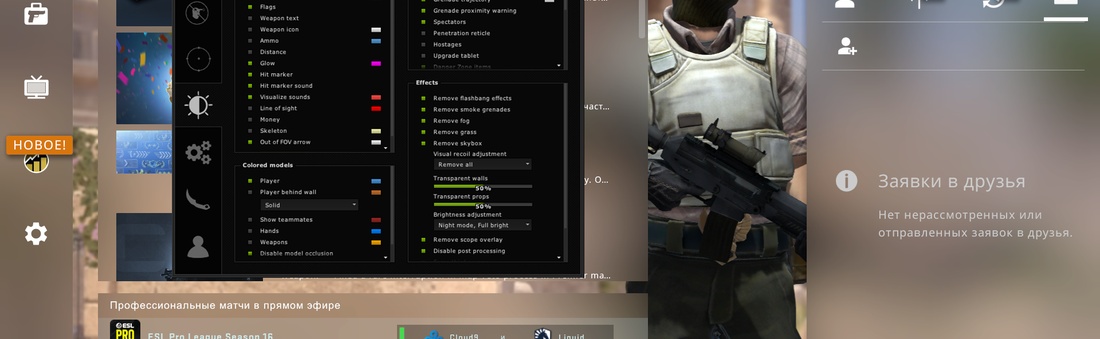 НОВОЕ!
Flags
Weapon text
Weapon icon
Ammo
Distance
Glow
Hit marker
Hit marker sound
Visualize sounds
Line of sight
Money
Skeleton
Out of FOV arrow
Colored models
Player
Player behind wall
Solid
Show teammates
Hands
Weapons
Disable model occlusion
Grenade trajectory
Grenade proximity warning
Spectators
Penetration reticle
Hostages
Upgrade tablet
Danger Zone items
Effects
Remove flashbang effects
Remove smoke grenades
Remove fog
Remove grass
Remove skybox
Visual recoil adjustment
Remove all
Transparent walls
50%
Transparent props
50%
Brightness adjustment
Night mode, Full bright
Remove scope overlay
Disable post processing
част...
у. О...
ma...
Профессиональные матчи в прямом эфире
ESL
PRO
ESL Pro League Season 16
Cloud9 и Liquid
Заявки в друзья
Нет нерассмотренных или
отправленных заявок в друзья.